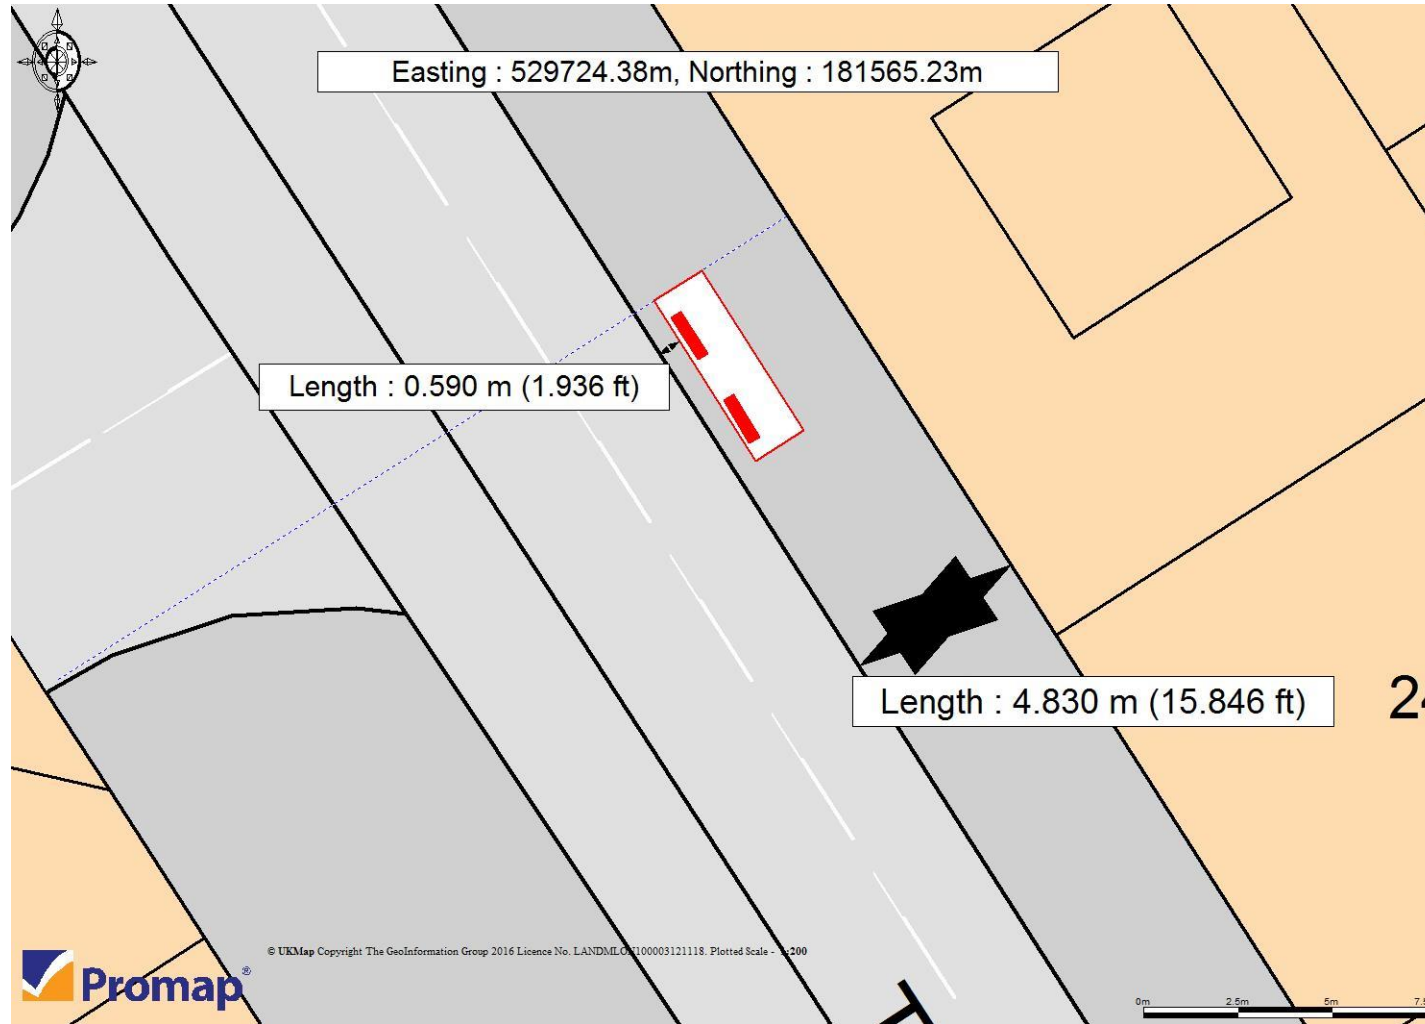 Easting : 529724.38m, Northing : 181565.23m
Length : 0.590 m (1.936 ft)
Length : 4.830 m (15.846 ft)
24
© UKMap Copyright The GeoInformation Group 2016 Licence No. Plotted Scale -
Promap®
0m 2.5m 5m